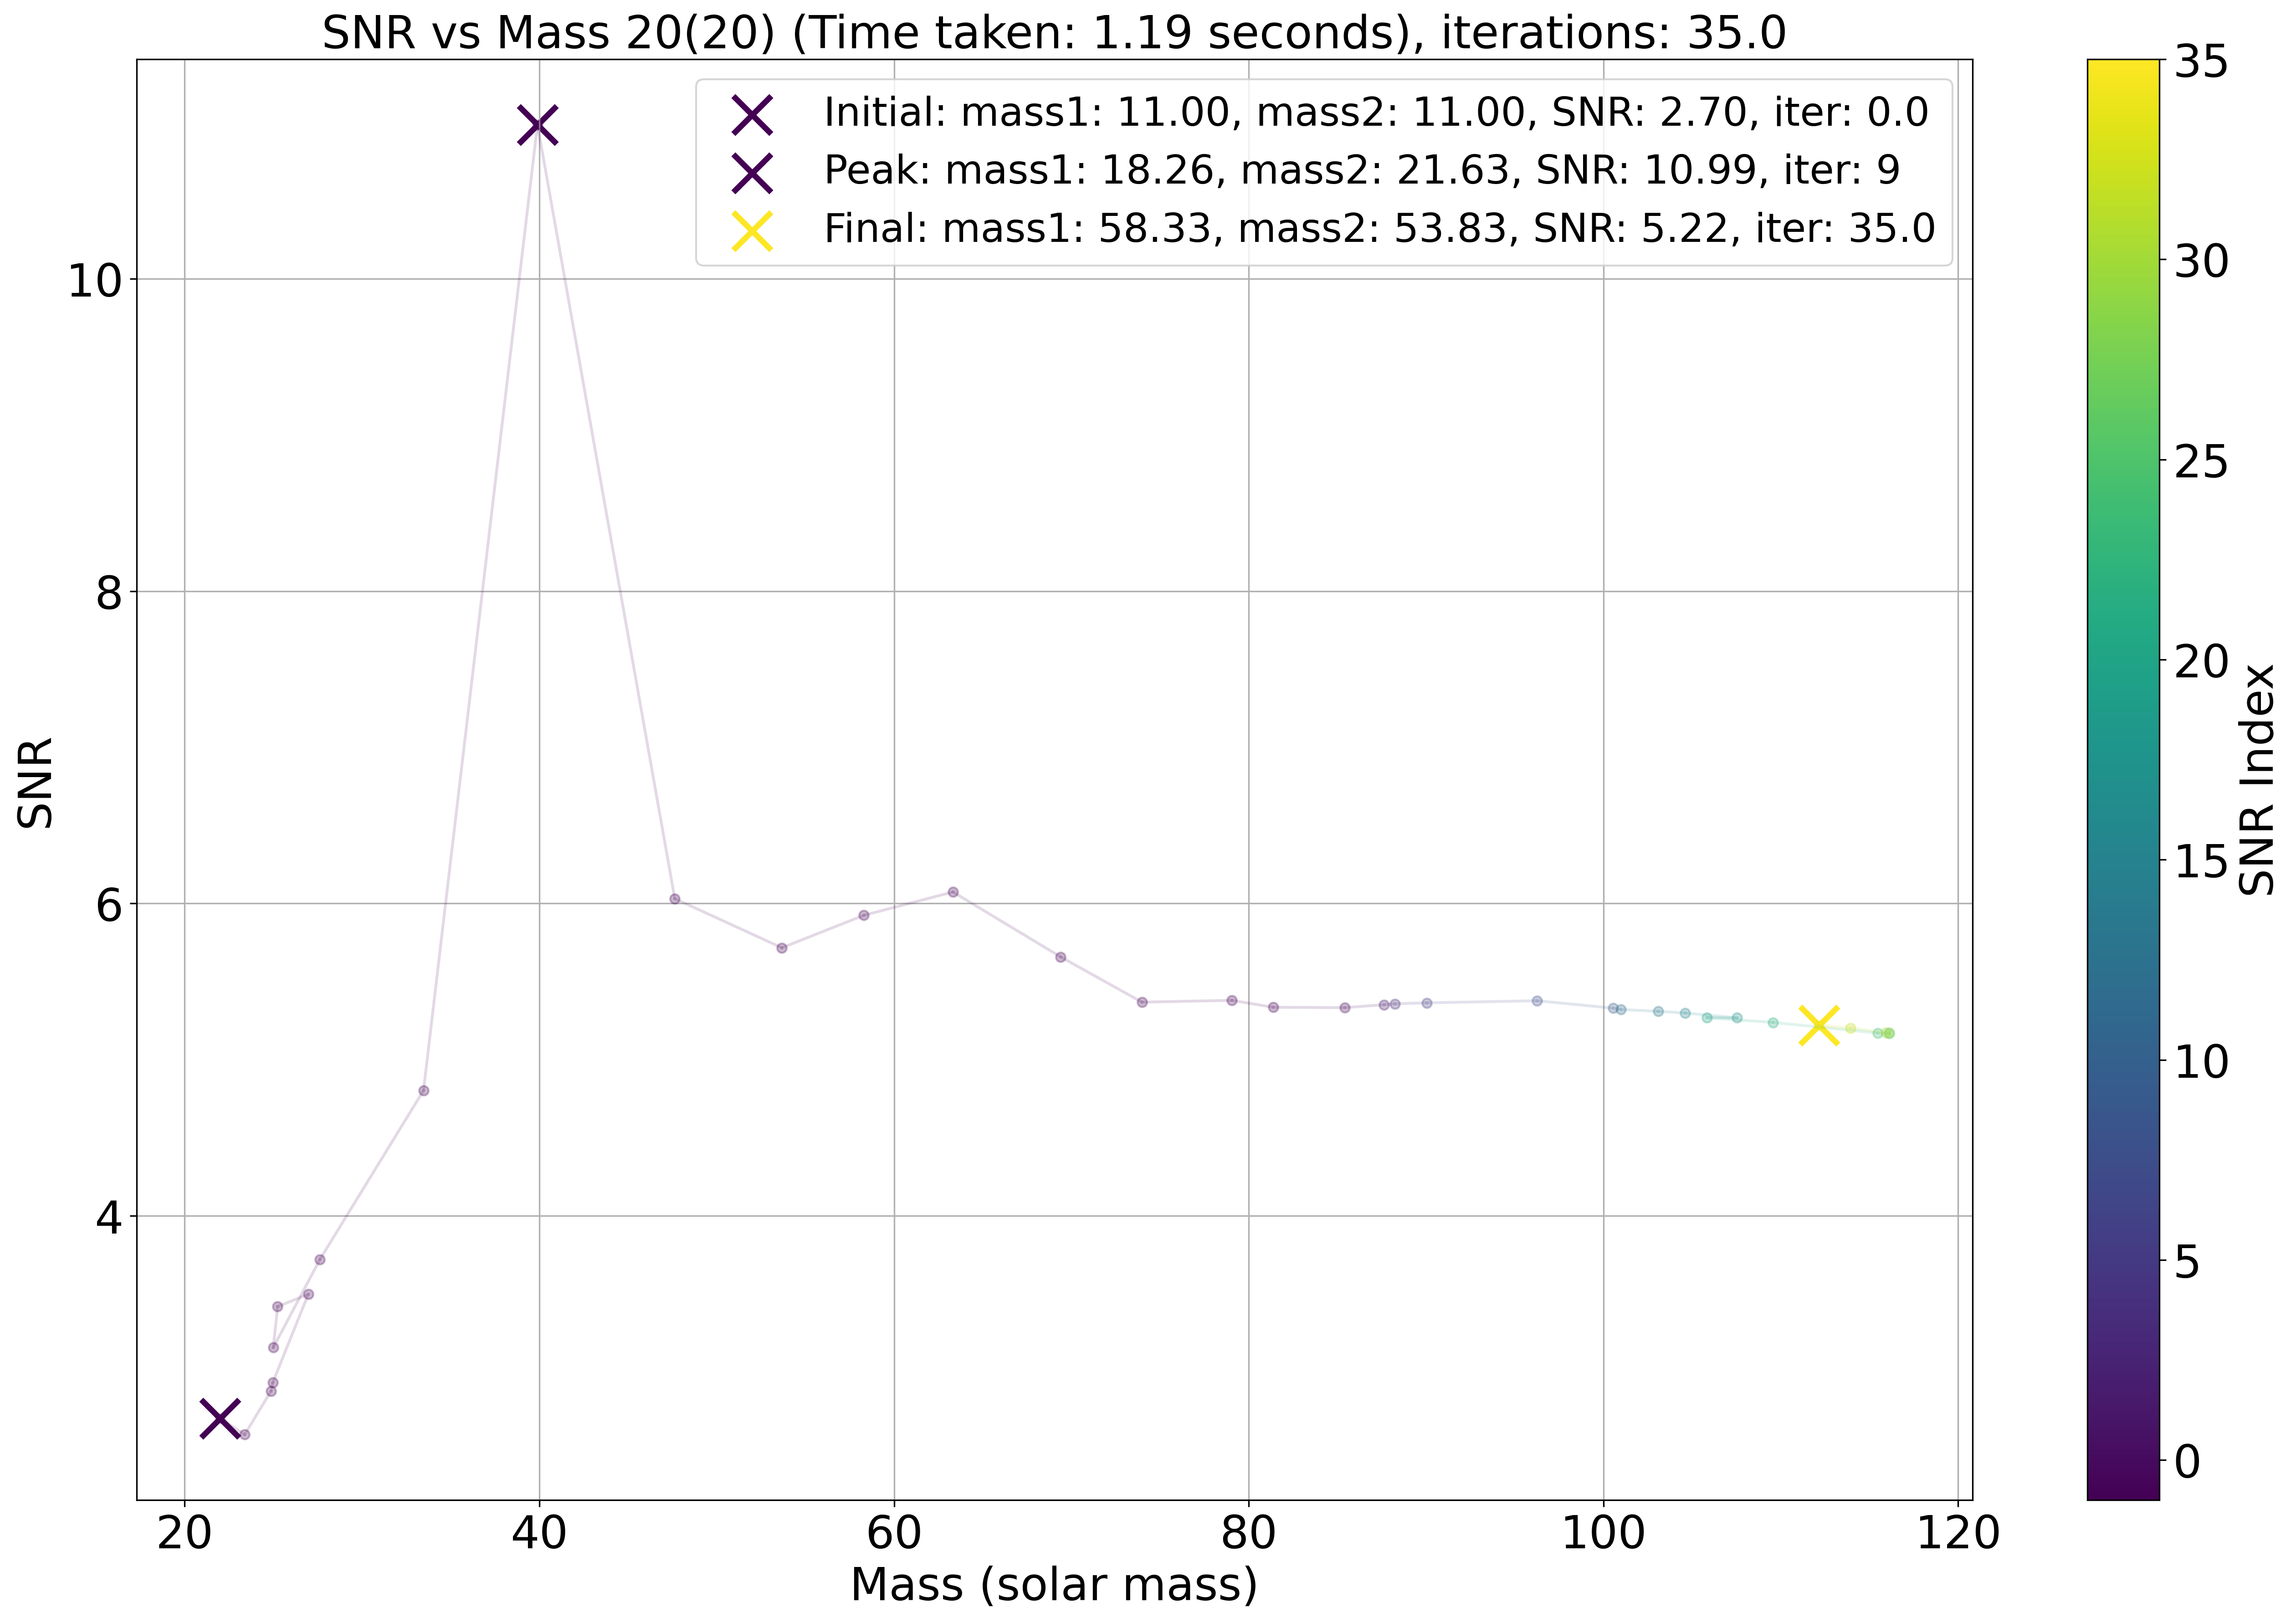 SNR vs Mass 20(20) (Time taken: 1.19 seconds), iterations: 35.0
Initial: mass1: 11.00, mass2: 11.00, SNR: 2.70, iter: 0.0
Peak: mass1: 18.26, mass2: 21.63, SNR: 10.99, iter: 9
Final: mass1: 58.33, mass2: 53.83, SNR: 5.22, iter: 35.0
10
8
6
4
SNR
20 40 60 80 100 120
Mass (solar mass)
35
30
25
20
15
10
5
0
SNR Index